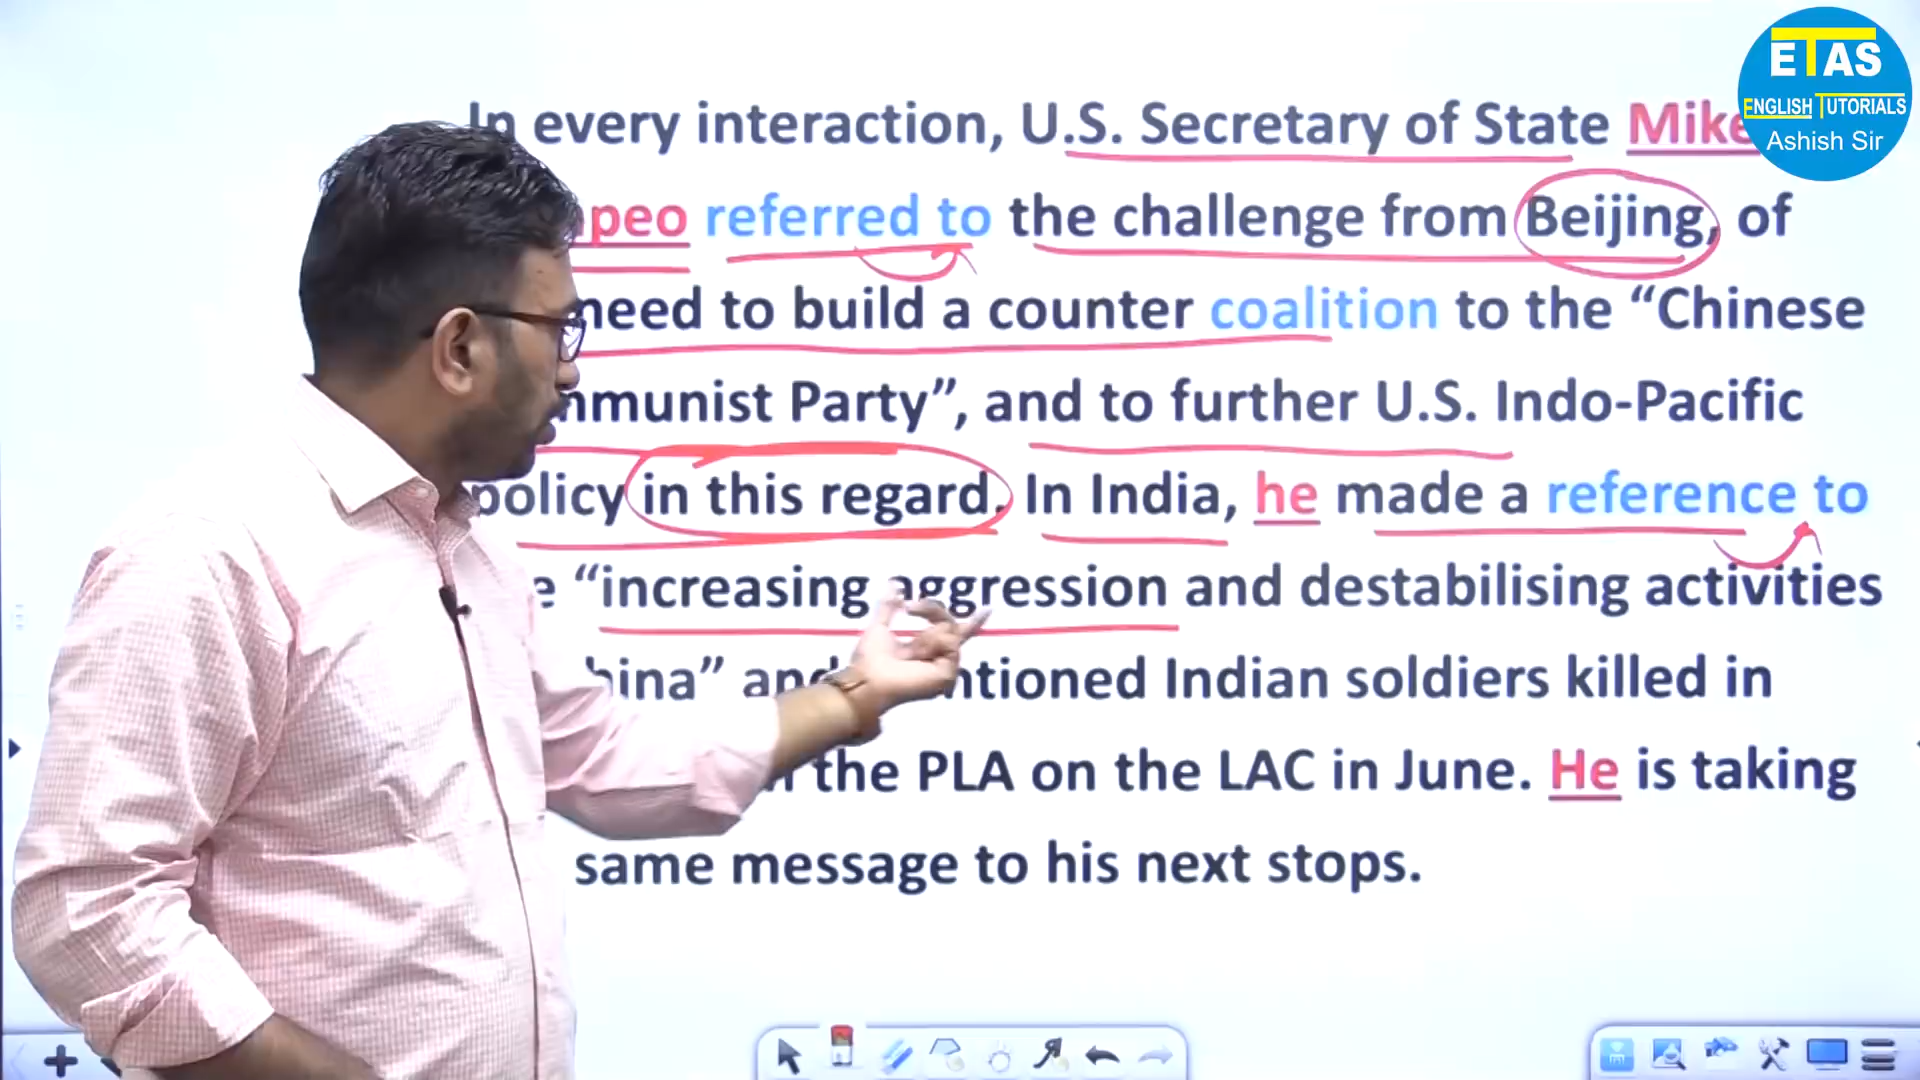 ETAS
ENGLISH TUTORIALS
Ashish Sir
In every interaction, U.S. Secretary of State Mike
peo referred to the challenge from Beijing, of
need to build a counter coalition to the “Chinese
mmunist Party”, and to further U.S. Indo-Pacific
policy in this regard. In India, he made a reference to
“increasing aggression and destabilising activities
hina” and ntioned Indian soldiers killed in
the PLA on the LAC in June. He is taking
same message to his next stops.